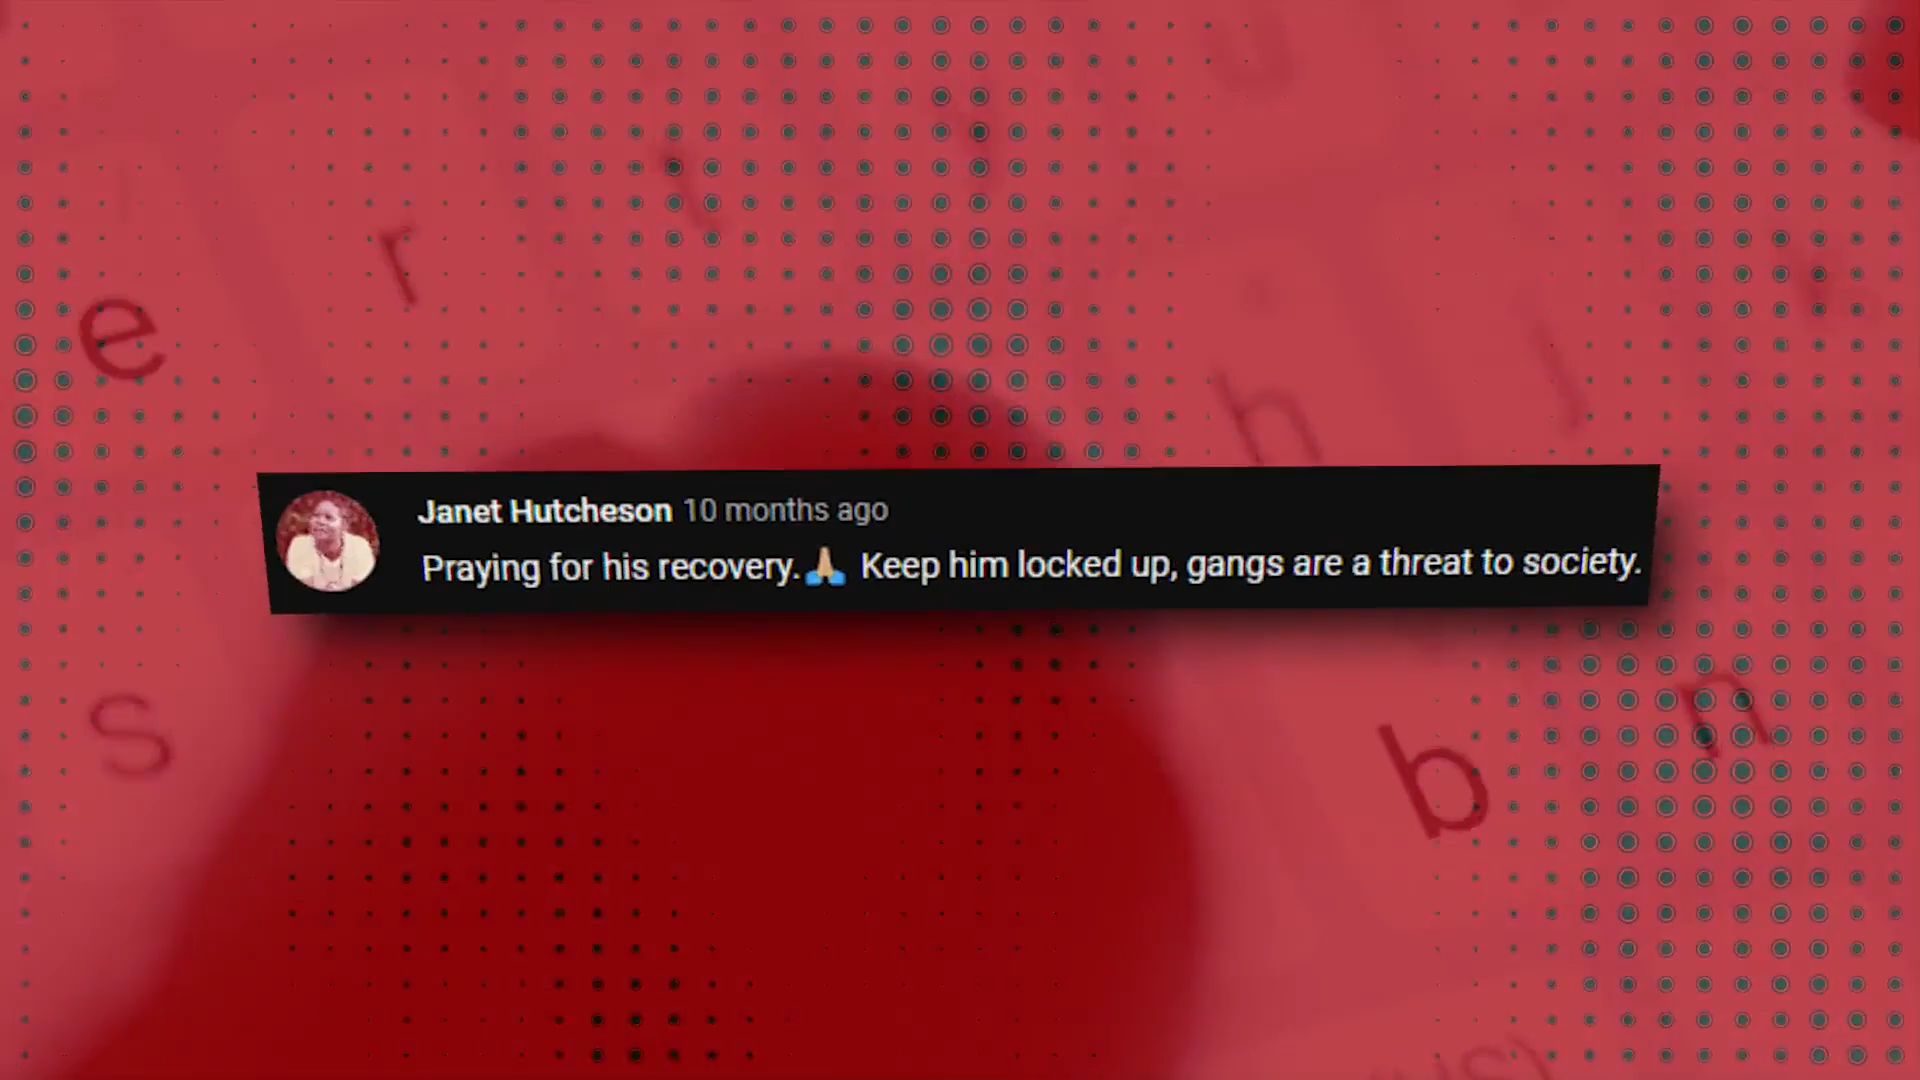 e r t y u
h j k
Janet Hutcheson 10 months ago
Praying for his recovery.🙏🏼 Keep him locked up, gangs are a threat to society.
s b n